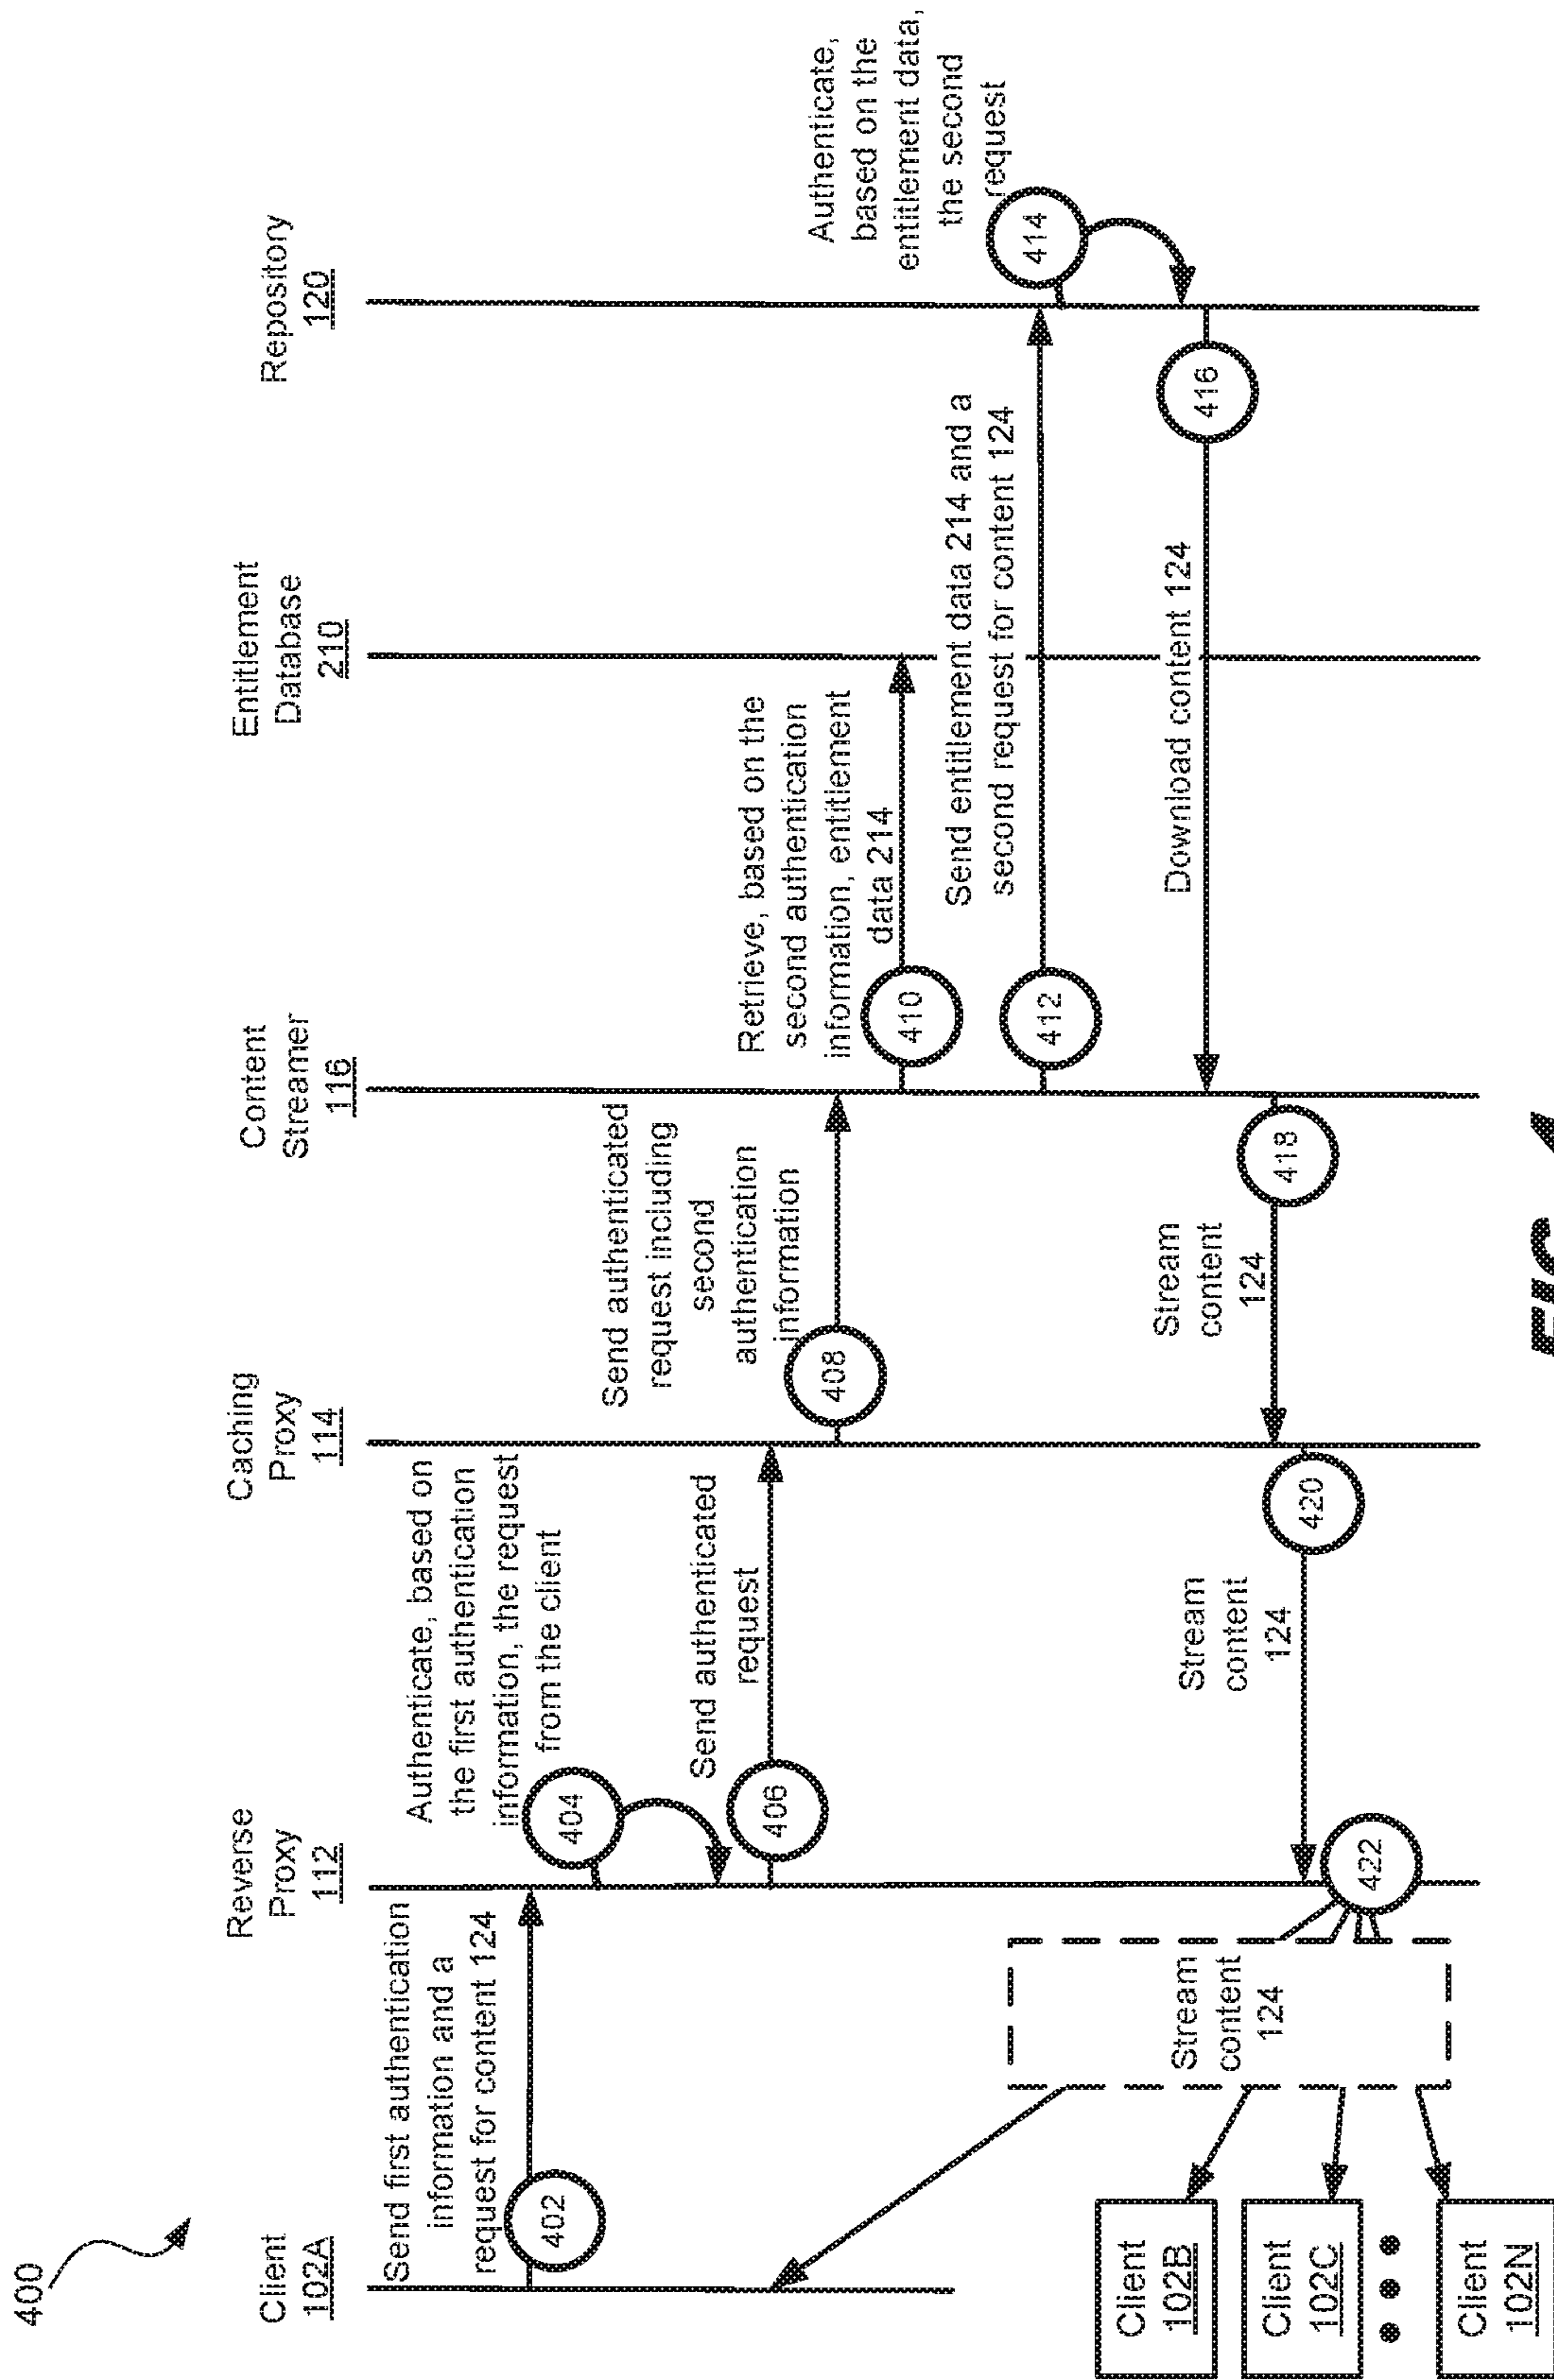 400
Client
102A
Reverse
Proxy
112
Caching
Proxy
114
Content
Streamer
116
Entitlement
Database
210
Repository
120
Send first authentication
information and a
request for content 124
402
Authenticate, based on
the first authentication
information, the request
from the client
404
Send authenticated
request
406
Send authenticated
request including
second
authentication
information
408
Retrieve, based on the
second authentication
information, entitlement
data 214
410
Send entitlement data 214 and a
second request for content 124
412
Authenticate,
based on the
entitlement data,
the second
request
414
Download content 124
416
Stream
content
124
418
Stream
content
124
420
Stream
content
124
422
Client
102B
Client
102C
Client
102N